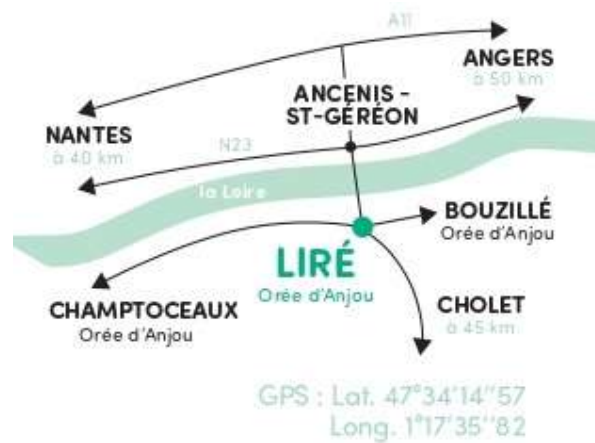 A11
ANGERS
à 50 km
ANCENIS -
ST-GÉRÉON
NANTES
à 40 km
N23
la Loire
BOUZILLÉ
Orée d'Anjou
LIRÉ
Orée d'Anjou
CHAMPTOCEAUX
Orée d'Anjou
CHOLET
à 45 km
GPS : Lat. 47°34'14''57
Long. 1°17'35''82